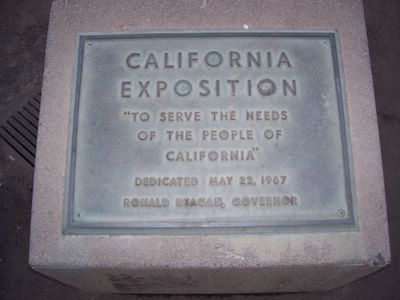 CALIFORNIA
EXPOSITION
"TO SERVE THE NEEDS
OF THE PEOPLE OF
CALIFORNIA"
DEDICATED MAY 22, 1967
RONALD REAGAN, GOVERNOR